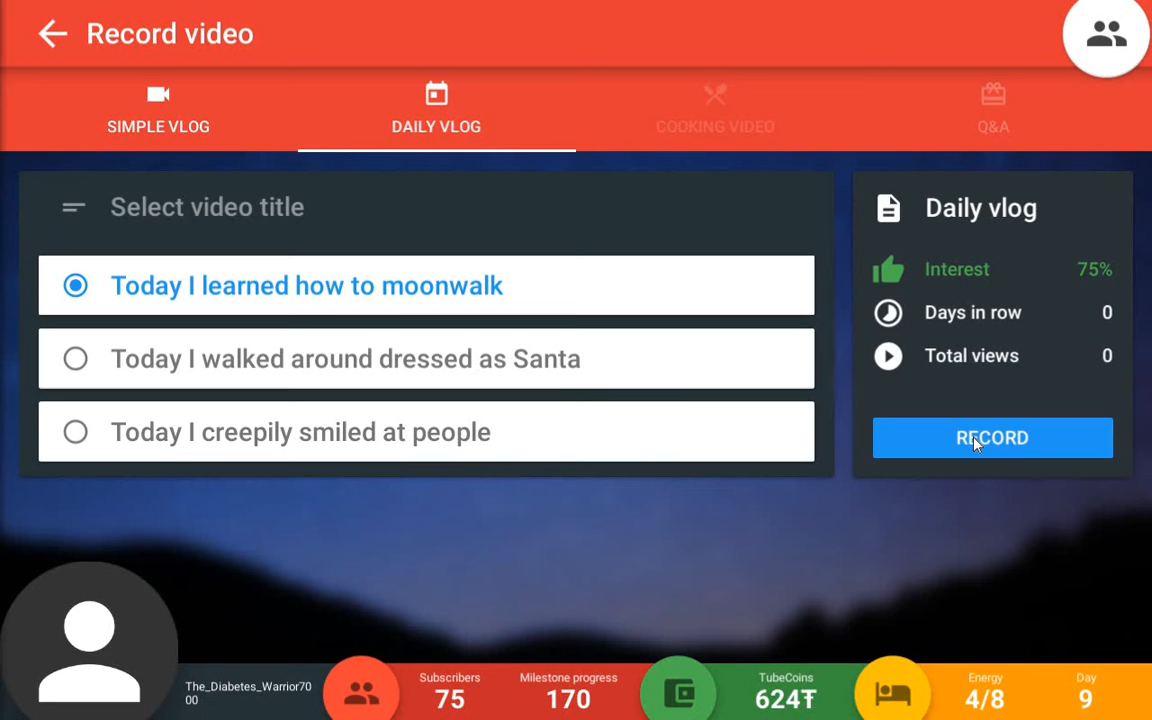 Record video
SIMPLE VLOG
DAILY VLOG
COOKING VIDEO
Q&A
Select video title
Today I learned how to moonwalk
Today I walked around dressed as Santa
Today I creepily smiled at people
Daily vlog
Interest 75%
Days in row 0
Total views 0
RECORD
The_Diabetes_Warrior70
00
Subscribers
75
Milestone progress
170
TubeCoins
624₮
Energy
4/8
Day
9